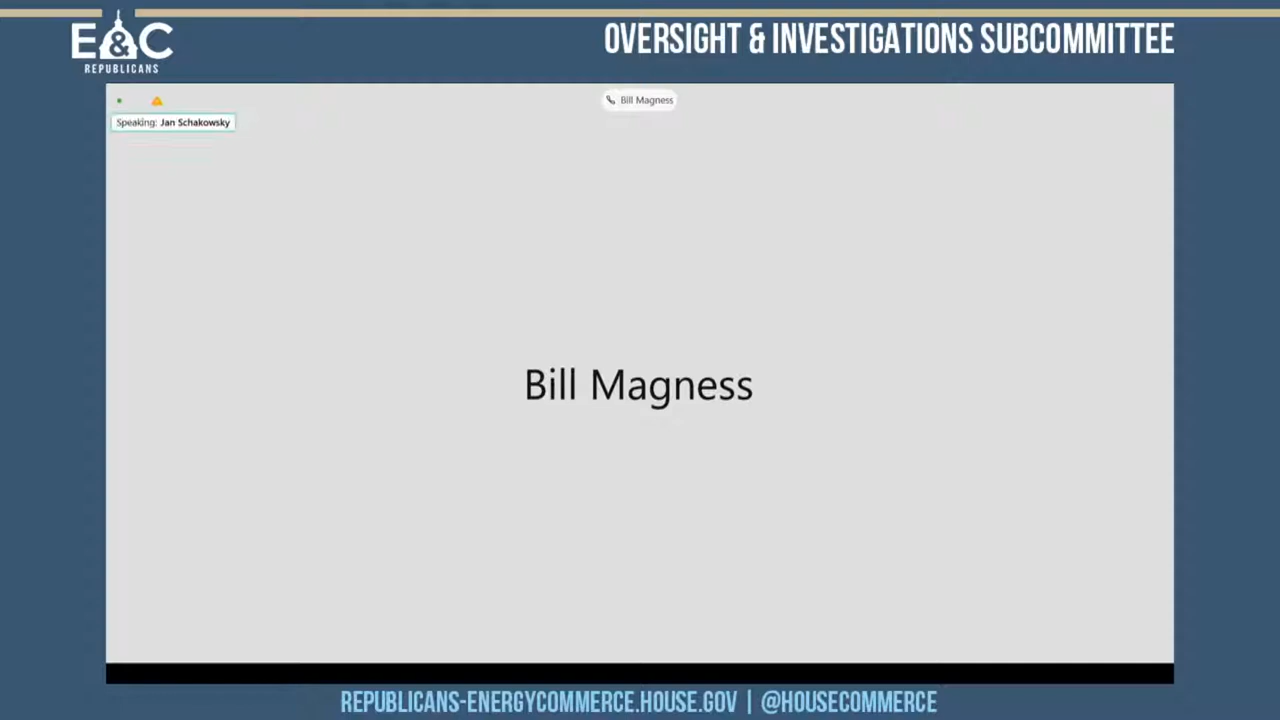 E&C
REPUBLICANS
OVERSIGHT & INVESTIGATIONS SUBCOMMITTEE
Bill Magness
Speaking: Jan Schakowsky
Bill Magness
REPUBLICANS-ENERGYCOMMERCE.HOUSE.GOV | @HOUSECOMMERCE